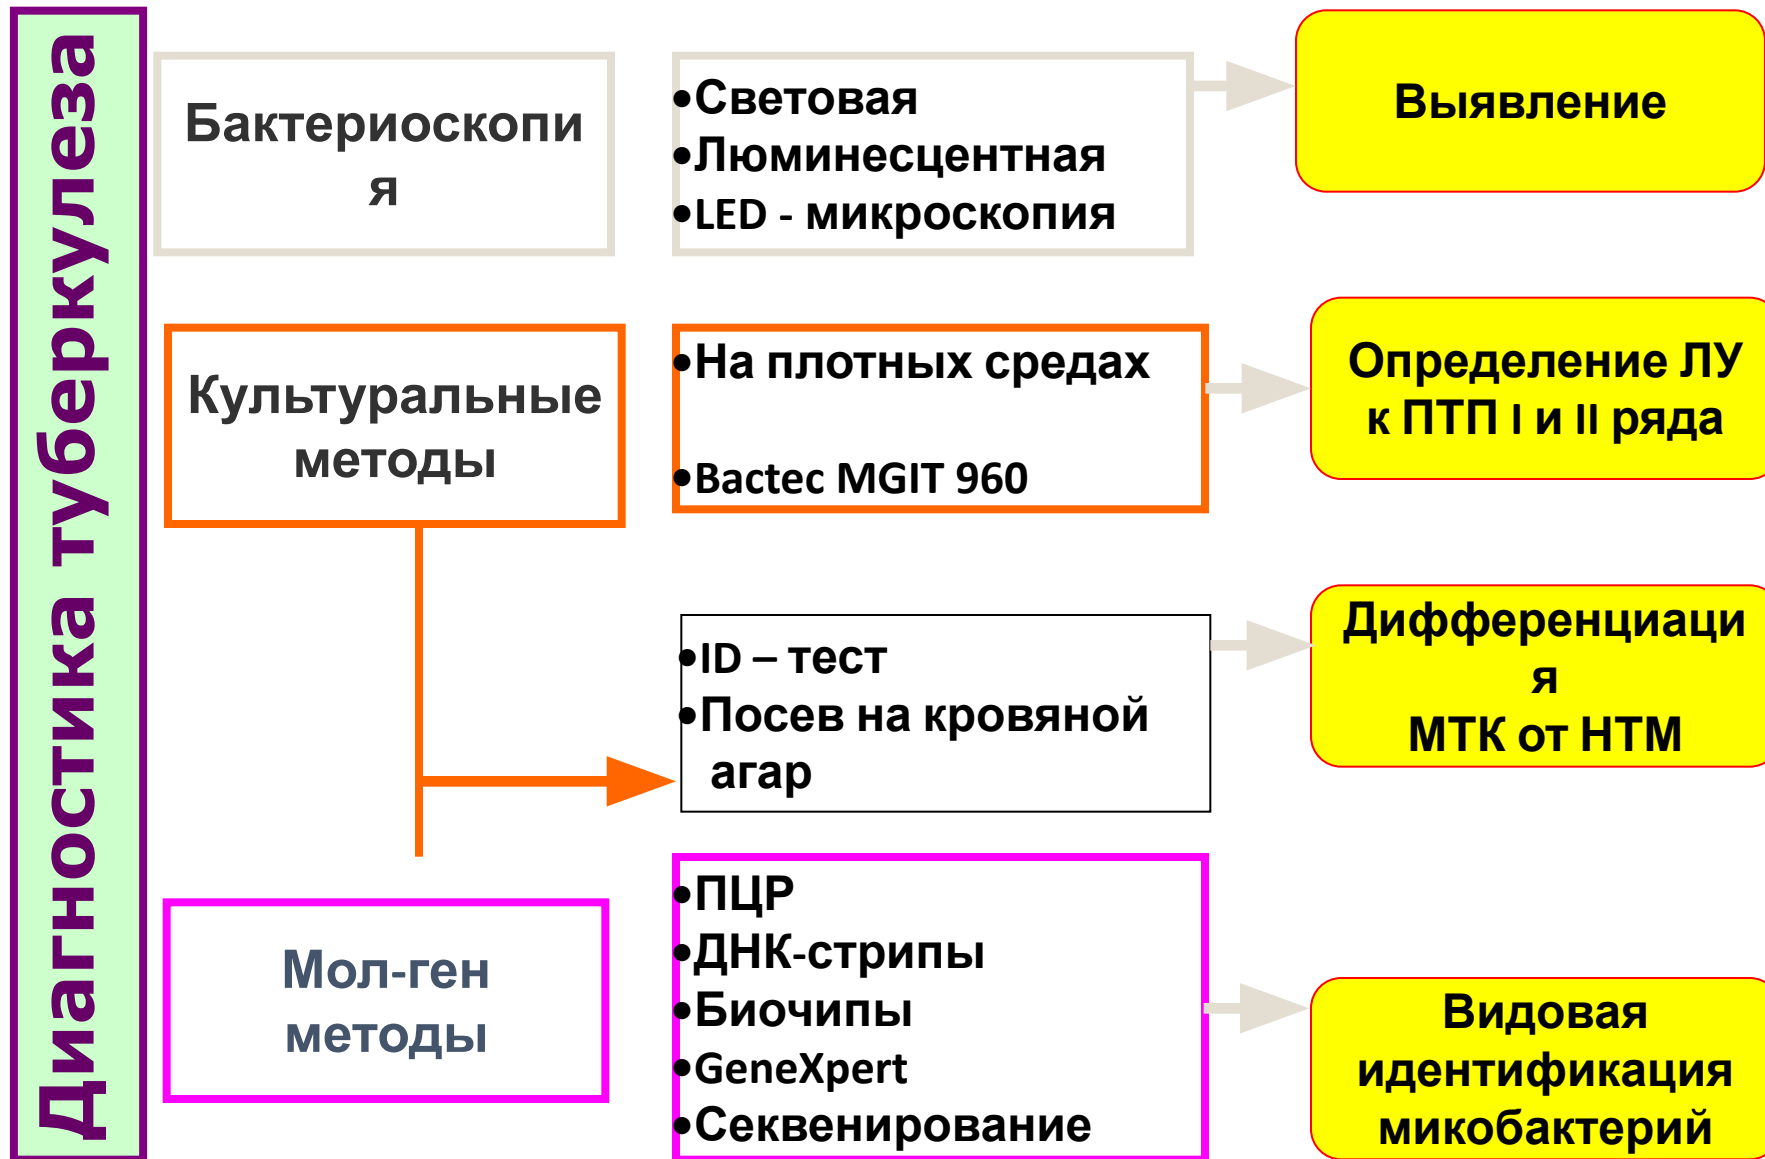 Диагностика туберкулеза
Бактериоскопи
я
•Световая
•Люминесцентная
•LED - микроскопия
Выявление
Культуральные
методы
•На плотных средах
•Bactec MGIT 960
Определение ЛУ
к ПТП I и II ряда
•ID – тест
•Посев на кровяной
агар
Дифференциаци
я
МТК от НТМ
Мол-ген
методы
•ПЦР
•ДНК-стрипы
•Биочипы
•GeneXpert
•Секвенирование
Видовая
идентификация
микобактерий